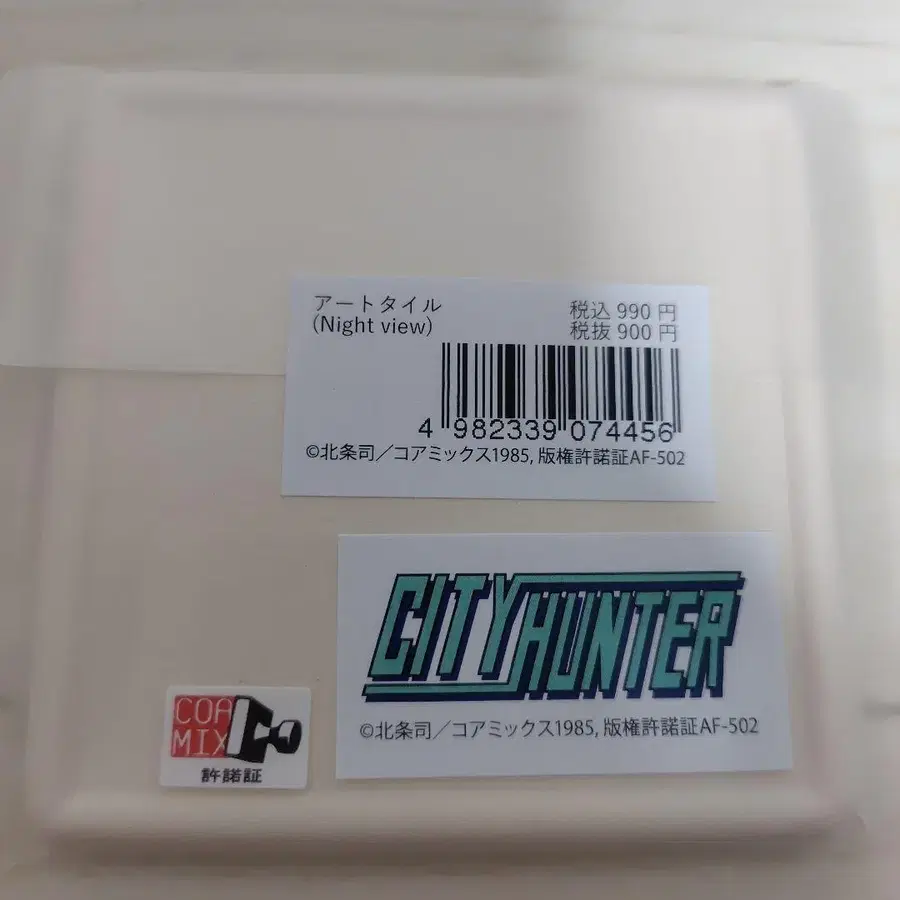 アートタイル
(Night view)
税込 990 円
税抜 900 円
4 982339 074456
©北条司／コアミックス1985, 版権許諾証AF-502
CITY HUNTER
©北条司／コアミックス1985, 版権許諾証AF-502
COA
MIX
許諾証